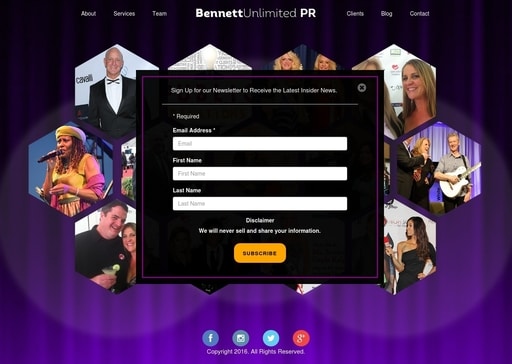 About
Services
Team
BennettUnlimited PR
Clients
Blog
Contact
Sign Up for our Newsletter to Receive the Latest Insider News.
* Required
Email Address *
Email
First Name
First Name
Last Name
Last Name
Disclaimer
We will never sell and share your information.
SUBSCRIBE
cavalli
Copyright 2016. All Rights Reserved.